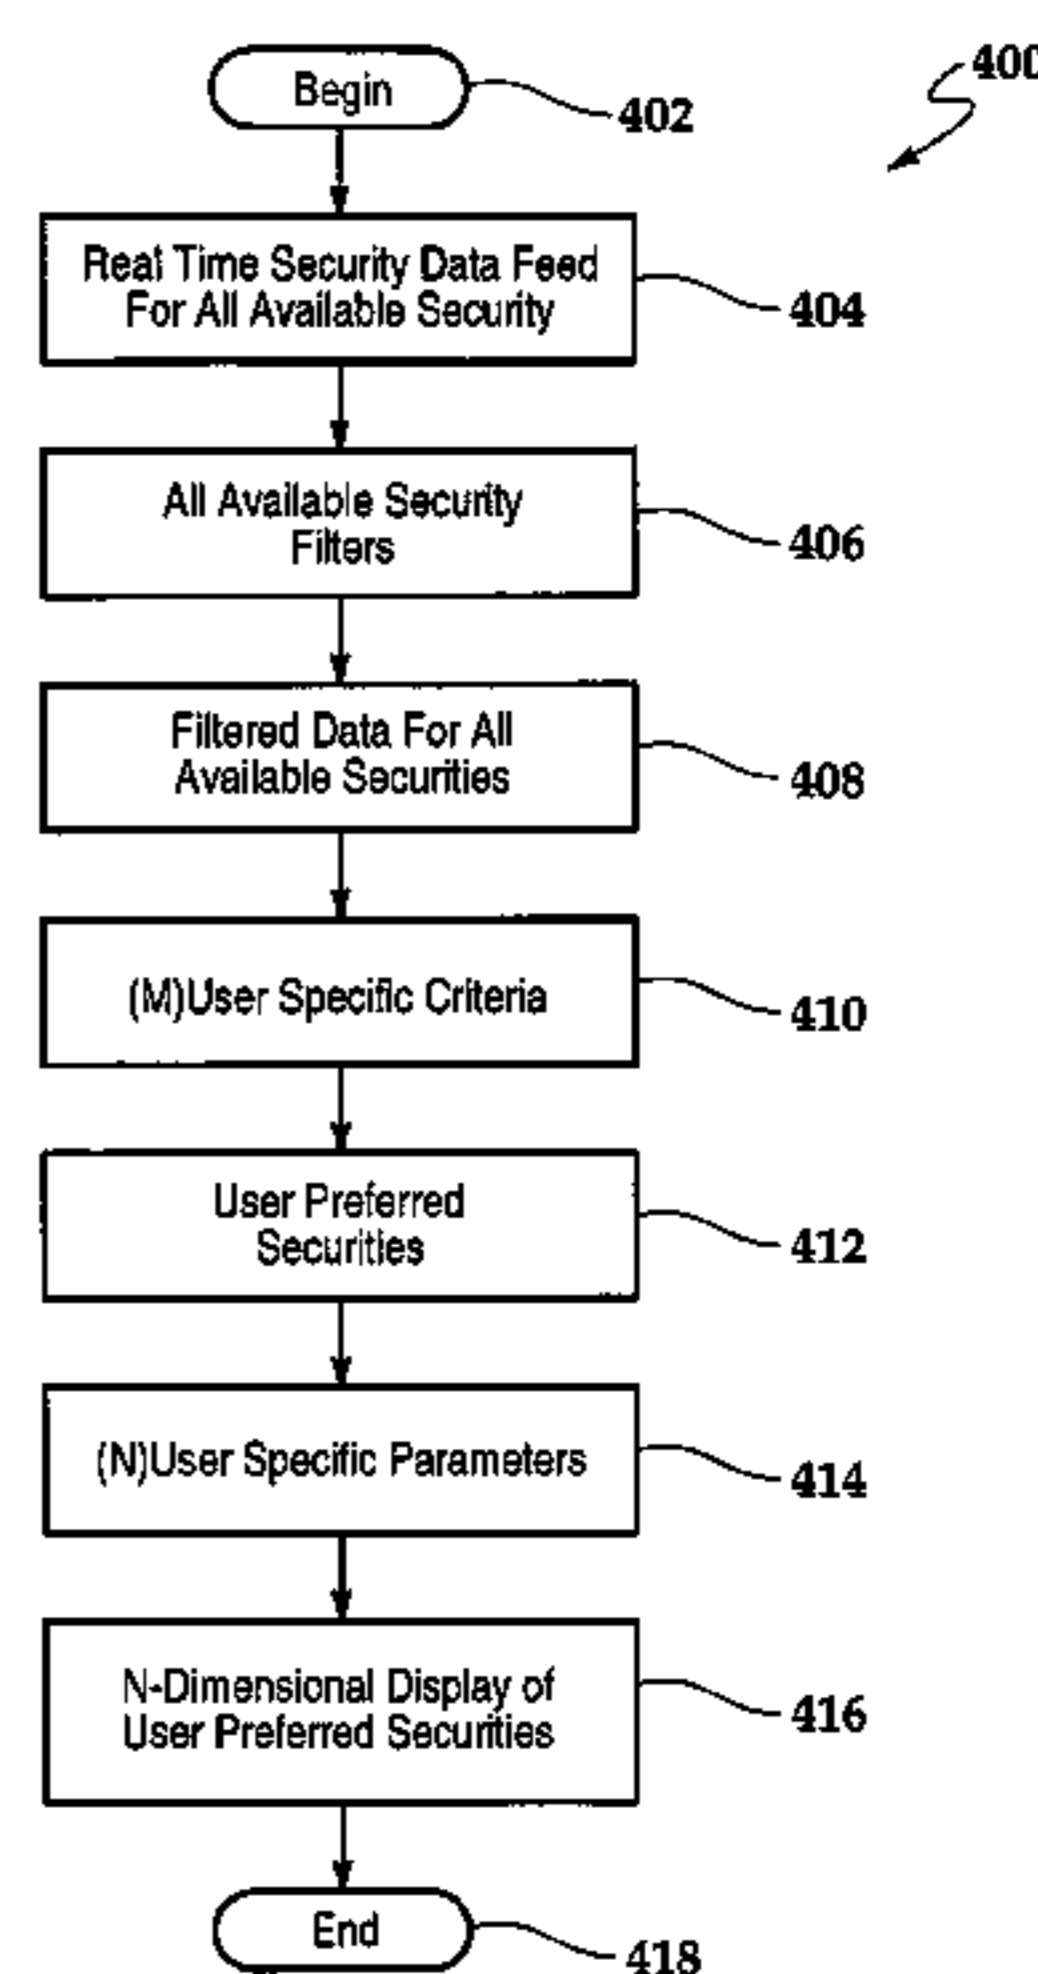 Begin
402
400
Real Time Security Data Feed
For All Available Security
404
All Available Security
Filters
406
Filtered Data For All
Available Securities
408
(M)User Specific Criteria
410
User Preferred
Securities
412
(N)User Specific Parameters
414
N-Dimensional Display of
User Preferred Securities
416
End
418